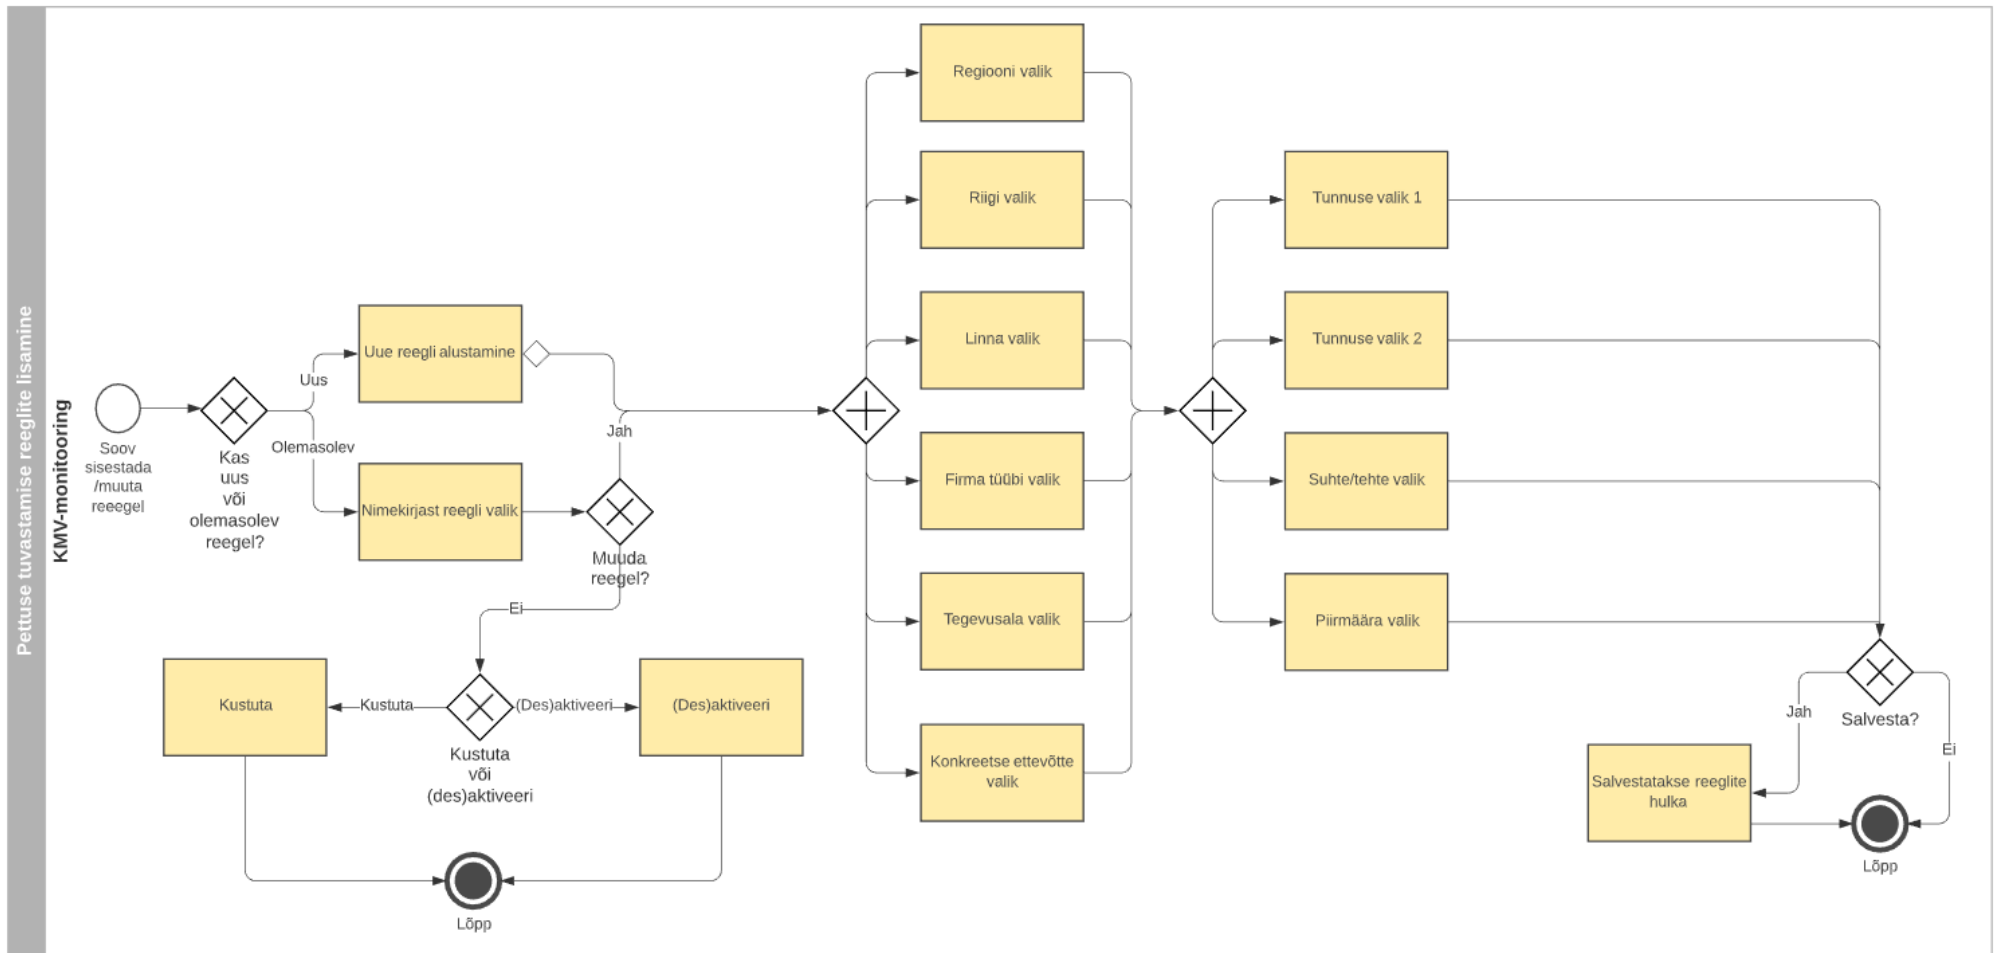 Pettuse tuvastamise reeglite lisamine
KMV-monitooring
Soov
sisestada
/muuta
reeegel
Kas
uus
või
olemasolev
reegel?
Uus
Olemasolev
Uue reegli alustamine
Nimekirjast reegli valik
Jah
Muuda
reegel?
Ei
Kustuta
Kustuta
(Des)aktiveeri
(Des)aktiveeri
Kustuta
või
(des)aktiveeri
Lõpp
Regiooni valik
Riigi valik
Linna valik
Firma tüübi valik
Tegevusala valik
Konkreetse ettevõtte
valik
Tunnuse valik 1
Tunnuse valik 2
Suhte/tehte valik
Piirmäära valik
Salvesta?
Jah
Ei
Salvestatakse reeglite
hulka
Lõpp